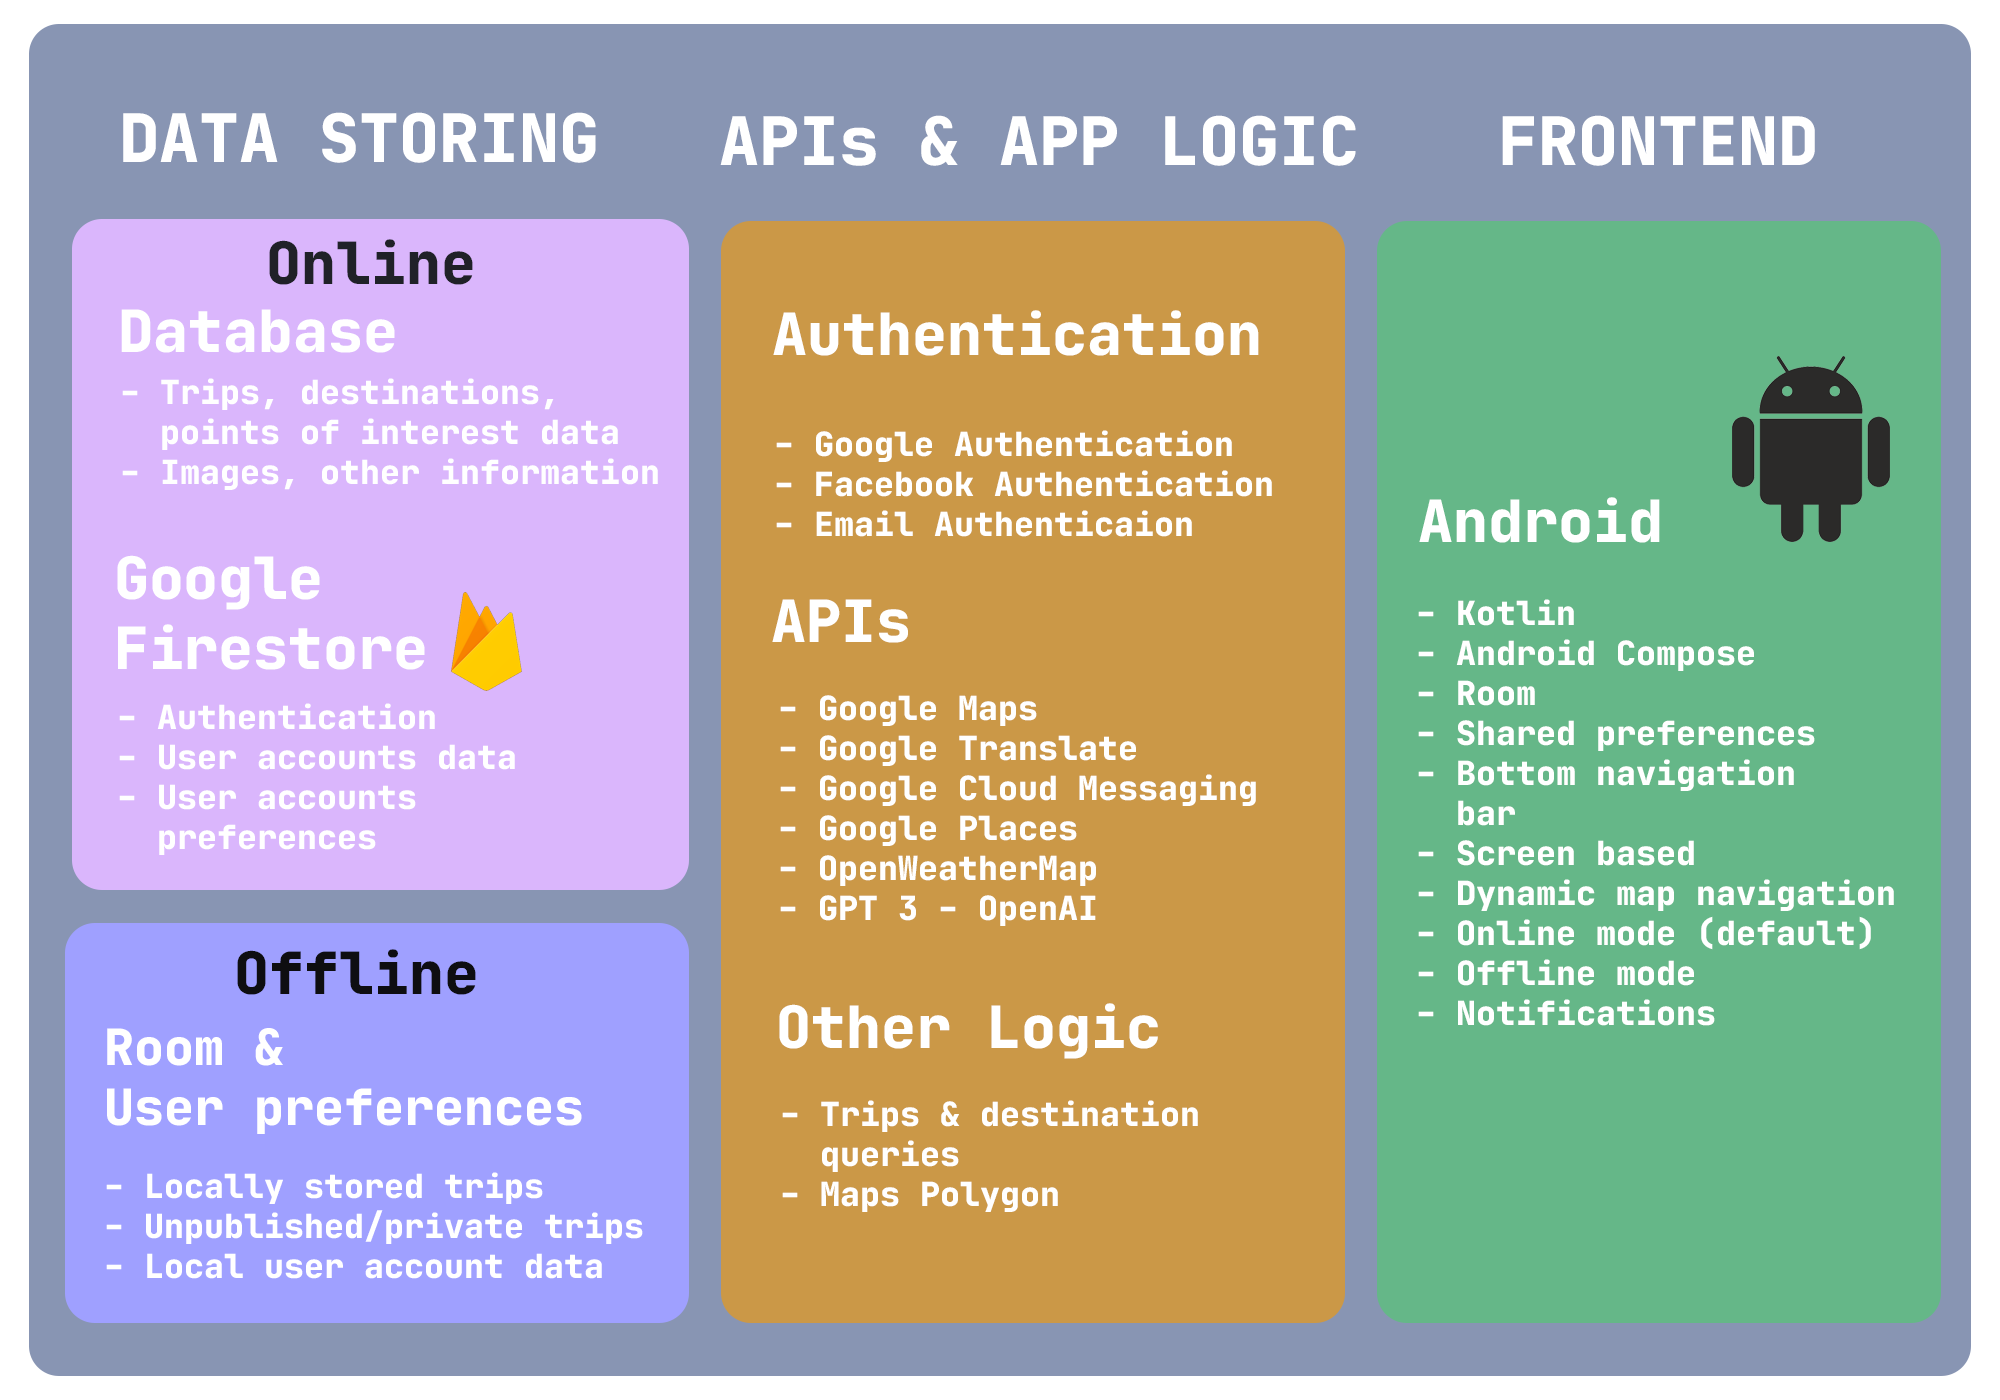 DATA STORING
Online
Database
- Trips, destinations,
points of interest data
- Images, other information
Google
Firestore
- Authentication
- User accounts data
- User accounts
preferences
Offline
Room &
User preferences
- Locally stored trips
- Unpublished/private trips
- Local user account data
APIs & APP LOGIC
Authentication
- Google Authentication
- Facebook Authentication
- Email Authenticaion
APIs
- Google Maps
- Google Translate
- Google Cloud Messaging
- Google Places
- OpenWeatherMap
- GPT 3 - OpenAI
Other Logic
- Trips & destination
queries
- Maps Polygon
FRONTEND
Android
- Kotlin
- Android Compose
- Room
- Shared preferences
- Bottom navigation
bar
- Screen based
- Dynamic map navigation
- Online mode (default)
- Offline mode
- Notifications